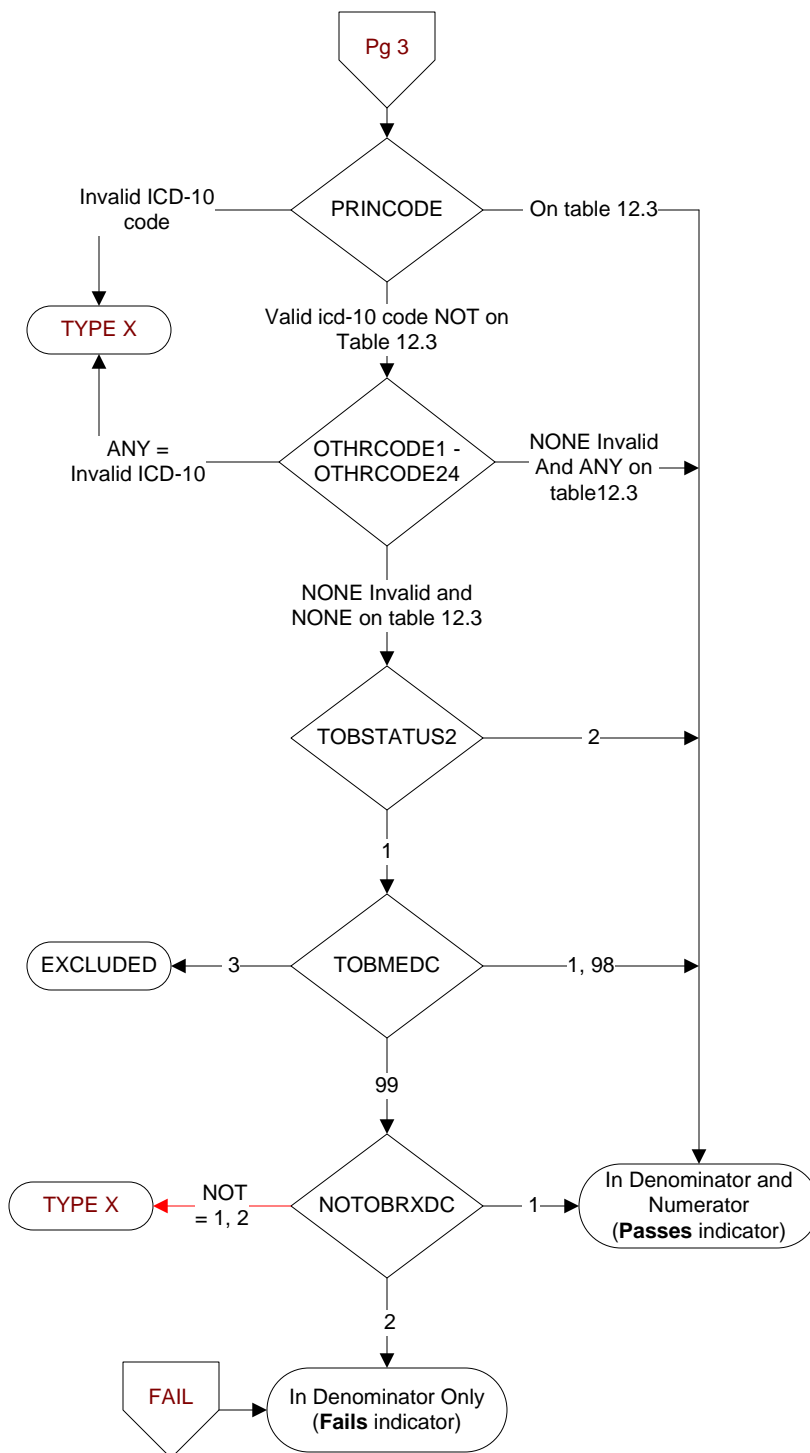 Pg 3
PRINCODE
Invalid ICD-10
code
On table 12.3
TYPE X
Valid icd-10 code NOT on
Table 12.3
ANY =
Invalid ICD-10
OTHRCODE1 -
OTHRCODE24
NONE Invalid
And ANY on
table12.3
NONE Invalid and
NONE on table 12.3
TOBSTATUS2
2
1
EXCLUDED
3
TOBMEDC
1, 98
99
TYPE X
NOT
= 1, 2
NOTOBRXDC
1
In Denominator and
Numerator
(Passes indicator)
2
FAIL
In Denominator Only
(Fails indicator)